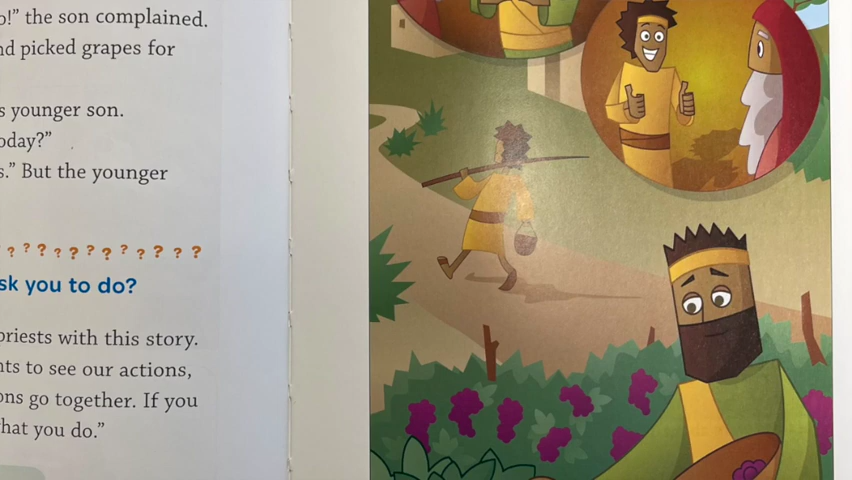 o!” the son complained.
nd picked grapes for
s younger son.
oday?”
s.” But the younger
? ? ? ? ? ? ? ? ? ? ? ? ?
sk you to do?
priests with this story.
nts to see our actions,
ons go together. If you
hat you do.”